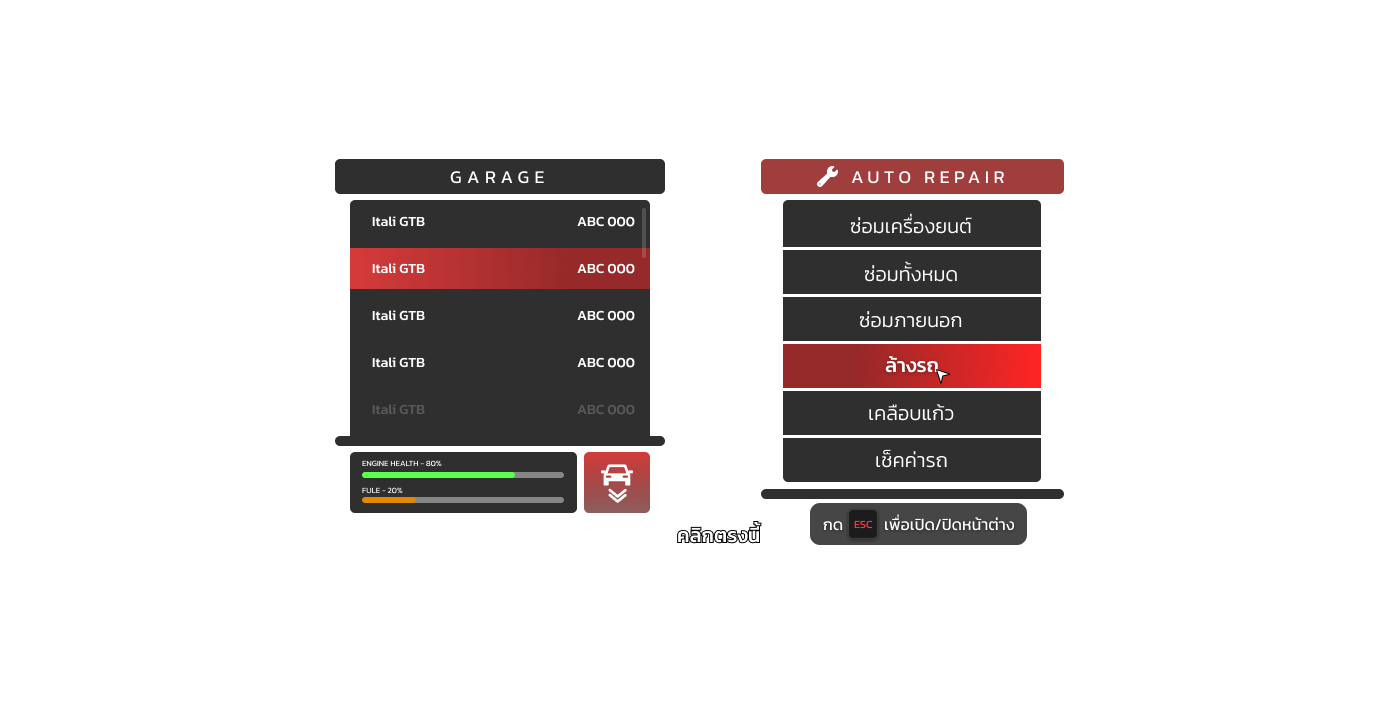 GARAGE
Itali GTB ABC 000
Itali GTB ABC 000
Itali GTB ABC 000
Itali GTB ABC 000
Itali GTB ABC 000
ENGINE HEALTH - 80%
FULE - 20%
คลิกตรงนี้
AUTO REPAIR
ซ่อมเครื่องยนต์
ซ่อมทั้งหมด
ซ่อมภายนอก
ล้างรถ
เคลือบแก้ว
เช็คค่ารถ
กด ESC เพื่อเปิด/ปิดหน้าต่าง